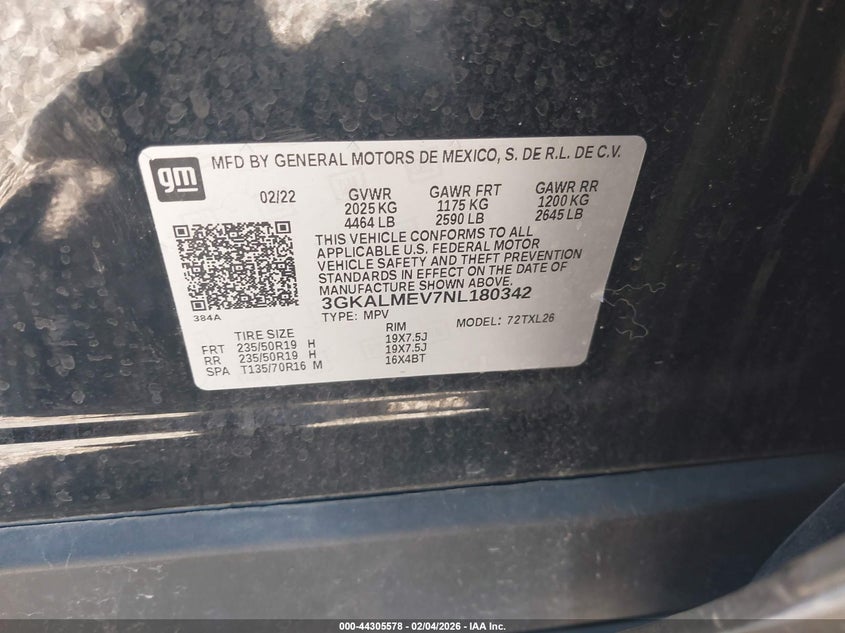 gm
MFD BY GENERAL MOTORS DE MEXICO, S. DE R.L. DE C.V.
02/22 GVWR GAWR FRT GAWR RR
2025 KG 1175 KG 1200 KG
4464 LB 2590 LB 2645 LB
THIS VEHICLE CONFORMS TO ALL
APPLICABLE U.S. FEDERAL MOTOR
VEHICLE SAFETY AND THEFT PREVENTION
STANDARDS IN EFFECT ON THE DATE OF
MANUFACTURE SHOWN ABOVE.
384A
3GKALMEV7NL180342
TYPE: MPV MODEL: 72TXL26
TIRE SIZE RIM
FRT 235/50R19 H 19X7.5J
RR 235/50R19 H 19X7.5J
SPA T135/70R16 M 16X4BT
000-44305578 - 02/04/2026 - IAA Inc.